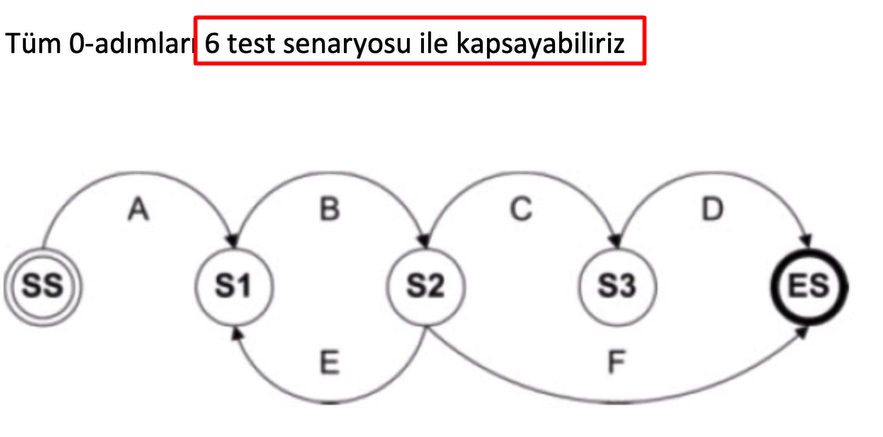 Tüm 0-adımları 6 test senaryosu ile kapsayabiliriz
A
B
C
D
SS
S1
S2
S3
ES
E
F